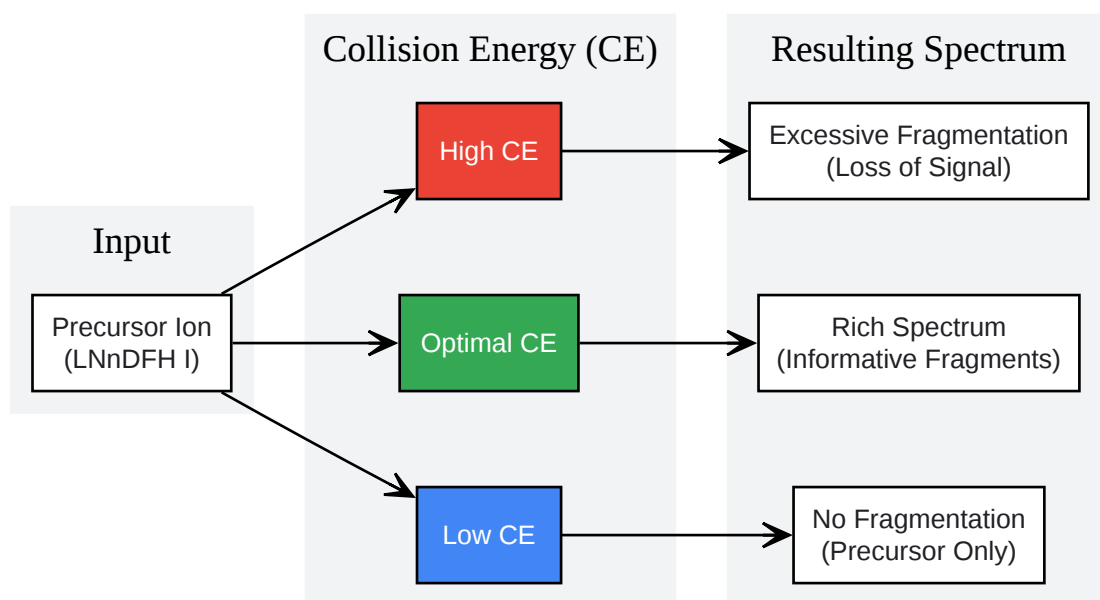 Collision Energy (CE)
Resulting Spectrum
High CE
Excessive Fragmentation
(Loss of Signal)
Input
Precursor Ion
(LNnDFH I)
Optimal CE
Rich Spectrum
(Informative Fragments)
Low CE
No Fragmentation
(Precursor Only)